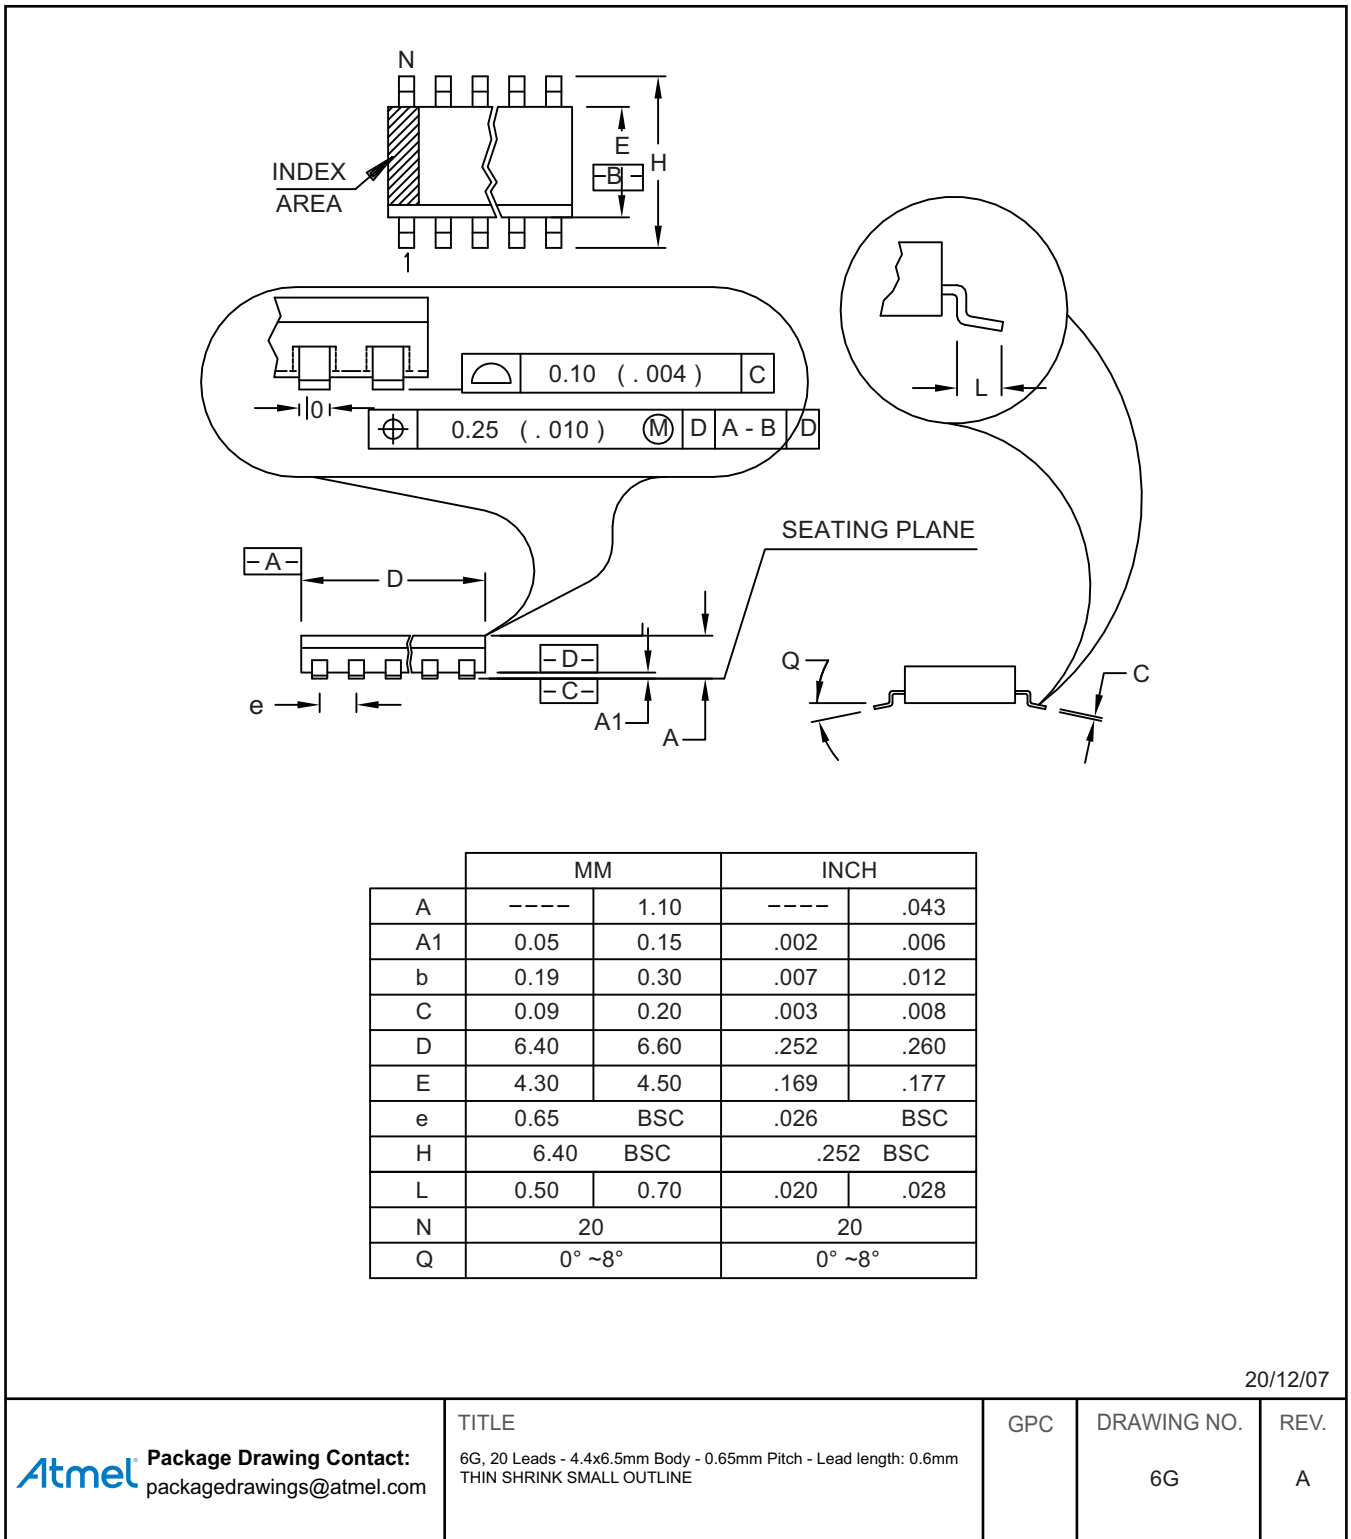 N
INDEX
AREA
E
-B-
H
1
0.10 ( . 004 ) C
0
0.25 ( . 010 ) M D A - B D
L
SEATING PLANE
- A -
D
- D -
- C -
Q
C
e
A1
A
MM INCH
A ---- 1.10 ---- .043
A1 0.05 0.15 .002 .006
b 0.19 0.30 .007 .012
C 0.09 0.20 .003 .008
D 6.40 6.60 .252 .260
E 4.30 4.50 .169 .177
e 0.65 BSC .026 BSC
H 6.40 BSC .252 BSC
L 0.50 0.70 .020 .028
N 20 20
Q 0° ~8° 0° ~8°
20/12/07
Atmel
Package Drawing Contact:
packagedrawings@atmel.com
TITLE
6G, 20 Leads - 4.4x6.5mm Body - 0.65mm Pitch - Lead length: 0.6mm
THIN SHRINK SMALL OUTLINE
GPC
DRAWING NO.
6G
REV.
A